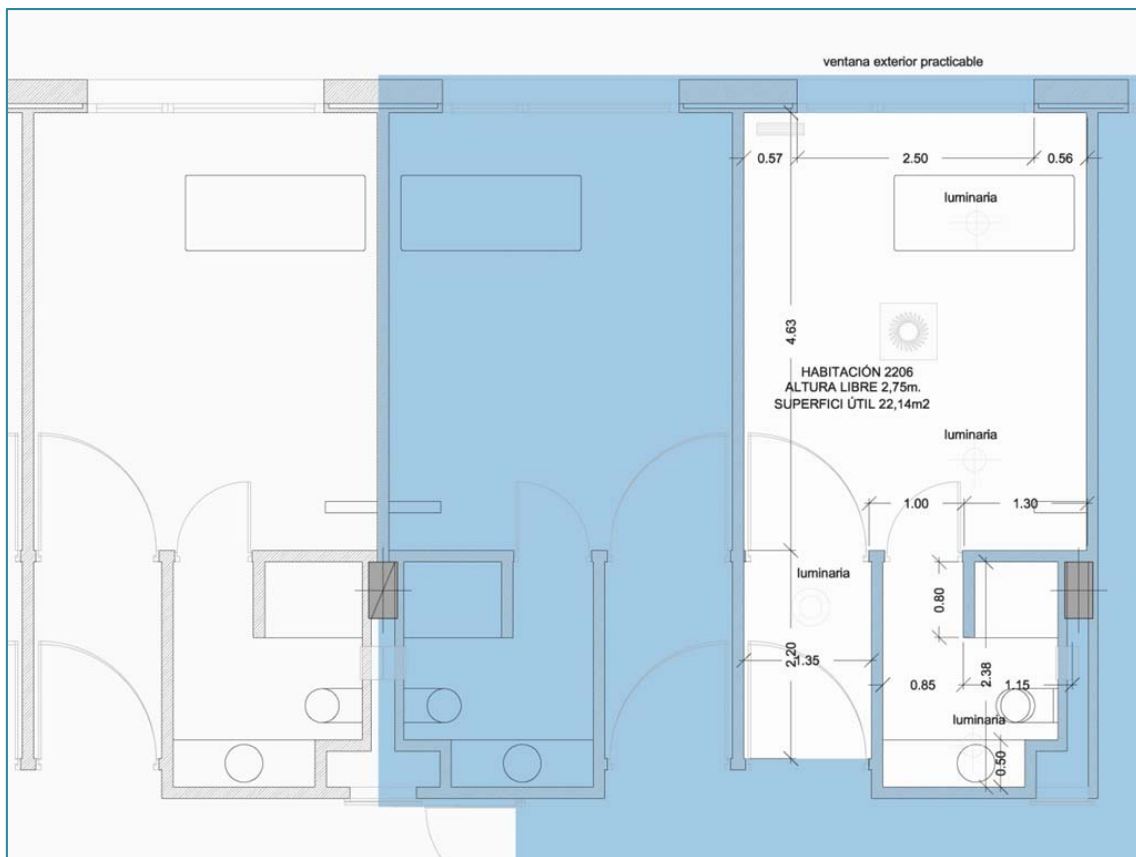 ventana exterior practicable
0.57
2.50
0.56
luminaria
4.63
HABITACIÓN 2206
ALTURA LIBRE 2,75m.
SUPERFICI ÚTIL 22,14m2
luminaria
1.00
1.30
luminaria
0.80
2.20
1.35
2.38
0.85
1.15
luminaria
0.50